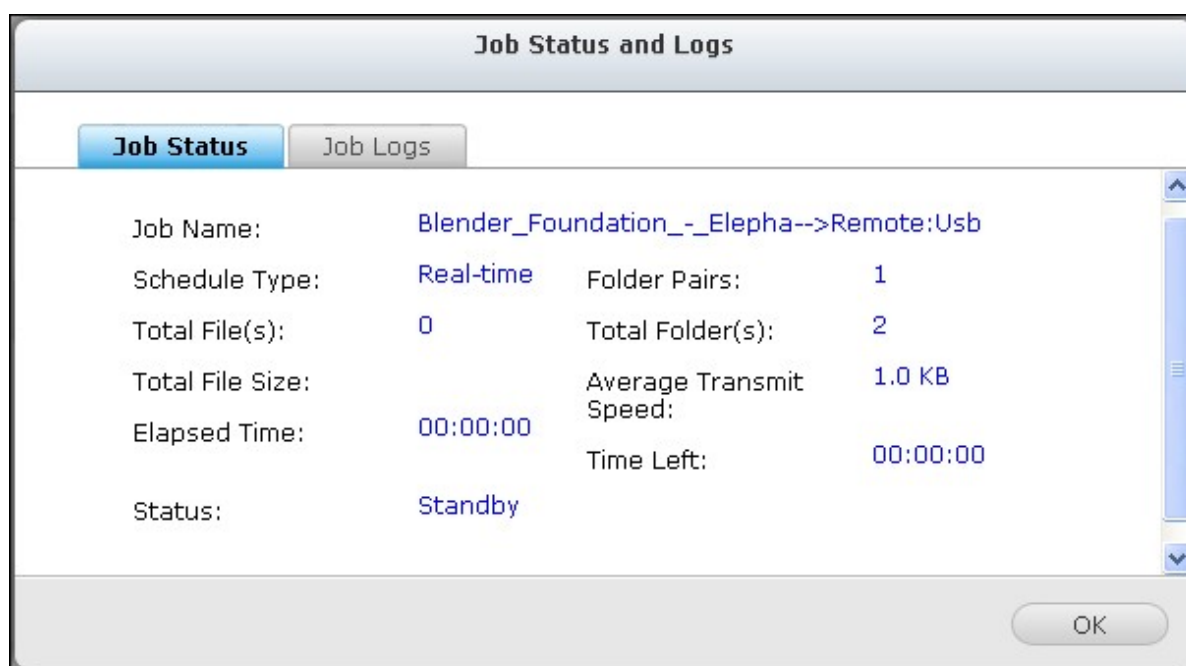 Job Status and Logs
Job Status
Job Logs
Job Name: Blender_Foundation_-_Elepha-->Remote:Usb
Schedule Type: Real-time Folder Pairs: 1
Total File(s): 0 Total Folder(s): 2
Total File Size: Average Transmit 1.0 KB
Speed:
Elapsed Time: 00:00:00
Time Left: 00:00:00
Status: Standby
OK